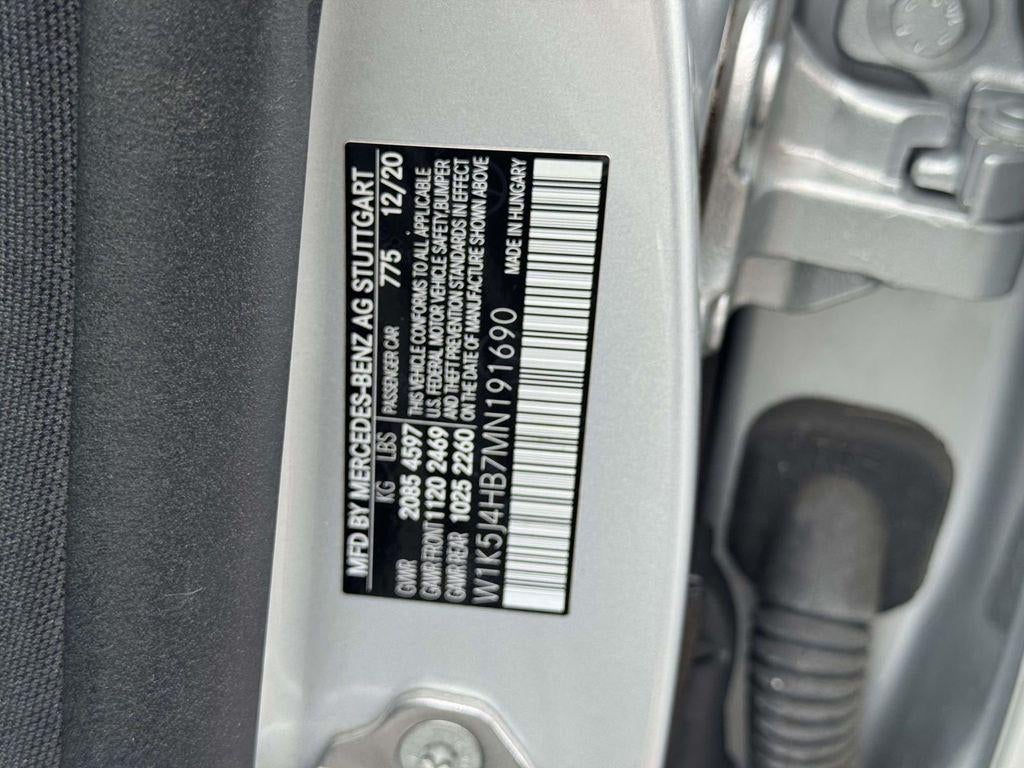 MFD BY MERCEDES-BENZ AG STUTTGART
KG LBS PASSENGER CAR 775 12/20
GWR 2085 4597 THIS VEHICLE CONFORMS TO ALL APPLICABLE
GAWR FRONT 1120 2469 U.S. FEDERAL MOTOR VEHICLE SAFETY, BUMPER
GAWR REAR 1025 2260 AND THEFT PREVENTION STANDARDS IN EFFECT
ON THE DATE OF MANUFACTURE SHOWN ABOVE
W1K5J4HB7MN191690 MADE IN HUNGARY